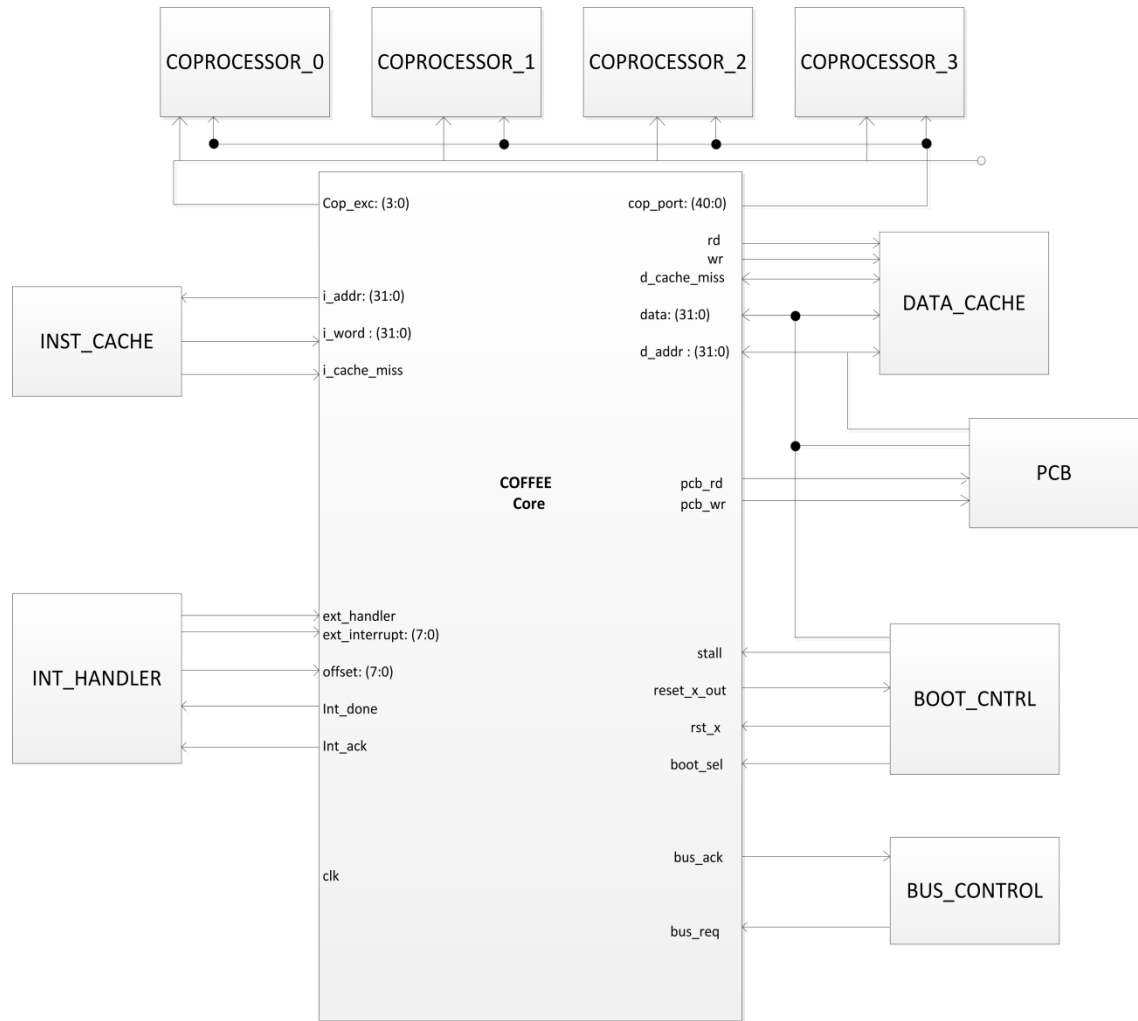 COPROCESSOR_0
COPROCESSOR_1
COPROCESSOR_2
COPROCESSOR_3
Cop_exc: (3:0)
cop_port: (40:0)
rd
wr
d_cache_miss
data: (31:0)
d_addr : (31:0)
DATA_CACHE
i_addr: (31:0)
i_word : (31:0)
i_cache_miss
INST_CACHE
COFFEE
Core
pcb_rd
pcb_wr
PCB
INT_HANDLER
ext_handler
ext_interrupt: (7:0)
offset: (7:0)
Int_done
Int_ack
stall
reset_x_out
rst_x
boot_sel
BOOT_CNTRL
clk
bus_ack
bus_req
BUS_CONTROL